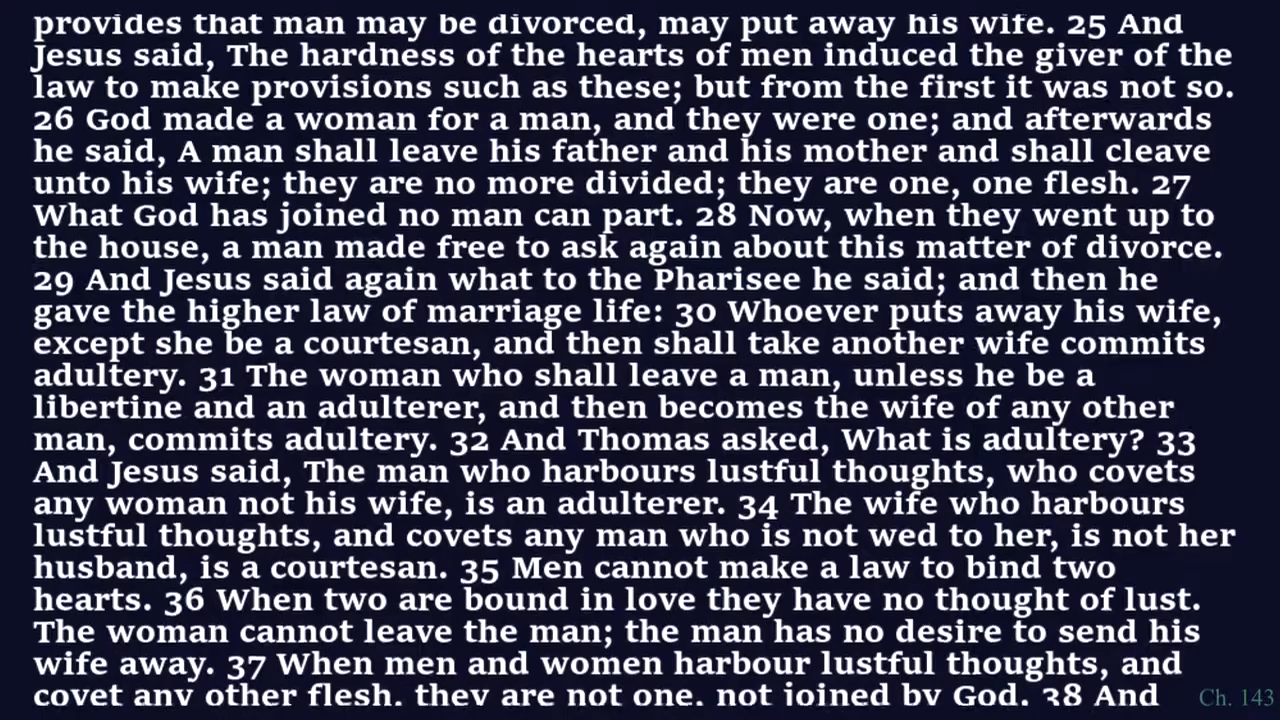 provides that man may be divorced, may put away his wife. 25 And
Jesus said, The hardness of the hearts of men induced the giver of the
law to make provisions such as these; but from the first it was not so.
26 God made a woman for a man, and they were one; and afterwards
he said, A man shall leave his father and his mother and shall cleave
unto his wife; they are no more divided; they are one, one flesh. 27
What God has joined no man can part. 28 Now, when they went up to
the house, a man made free to ask again about this matter of divorce.
29 And Jesus said again what to the Pharisee he said; and then he
gave the higher law of marriage life: 30 Whoever puts away his wife,
except she be a courtesan, and then shall take another wife commits
adultery. 31 The woman who shall leave a man, unless he be a
libertine and an adulterer, and then becomes the wife of any other
man, commits adultery. 32 And Thomas asked, What is adultery? 33
And Jesus said, The man who harbours lustful thoughts, who covets
any woman not his wife, is an adulterer. 34 The wife who harbours
lustful thoughts, and covets any man who is not wed to her, is not her
husband, is a courtesan. 35 Men cannot make a law to bind two
hearts. 36 When two are bound in love they have no thought of lust.
The woman cannot leave the man; the man has no desire to send his
wife away. 37 When men and women harbour lustful thoughts, and
covet any other flesh, they are not one, not joined by God. 38 And
Ch. 143